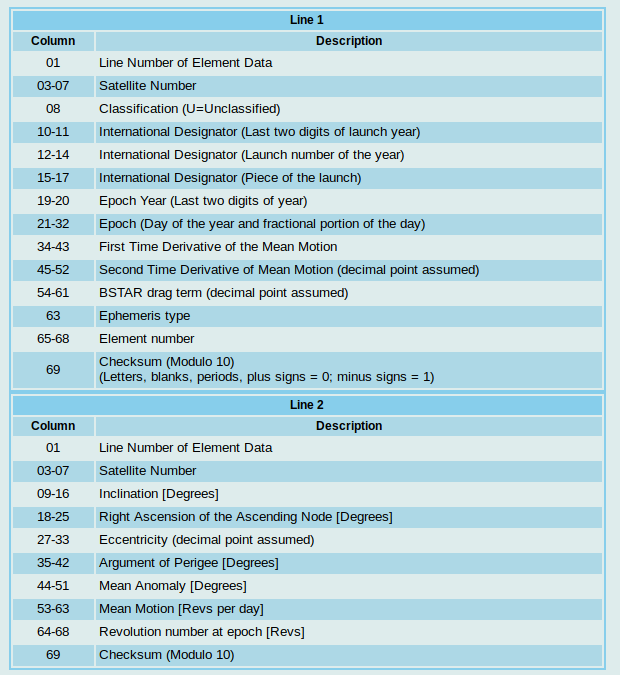 Line 1
Column Description
01 Line Number of Element Data
03-07 Satellite Number
08 Classification (U=Unclassified)
10-11 International Designator (Last two digits of launch year)
12-14 International Designator (Launch number of the year)
15-17 International Designator (Piece of the launch)
19-20 Epoch Year (Last two digits of year)
21-32 Epoch (Day of the year and fractional portion of the day)
34-43 First Time Derivative of the Mean Motion
45-52 Second Time Derivative of Mean Motion (decimal point assumed)
54-61 BSTAR drag term (decimal point assumed)
63 Ephemeris type
65-68 Element number
69 Checksum (Modulo 10)
(Letters, blanks, periods, plus signs = 0; minus signs = 1)
Line 2
Column Description
01 Line Number of Element Data
03-07 Satellite Number
09-16 Inclination [Degrees]
18-25 Right Ascension of the Ascending Node [Degrees]
27-33 Eccentricity (decimal point assumed)
35-42 Argument of Perigee [Degrees]
44-51 Mean Anomaly [Degrees]
53-63 Mean Motion [Revs per day]
64-68 Revolution number at epoch [Revs]
69 Checksum (Modulo 10)